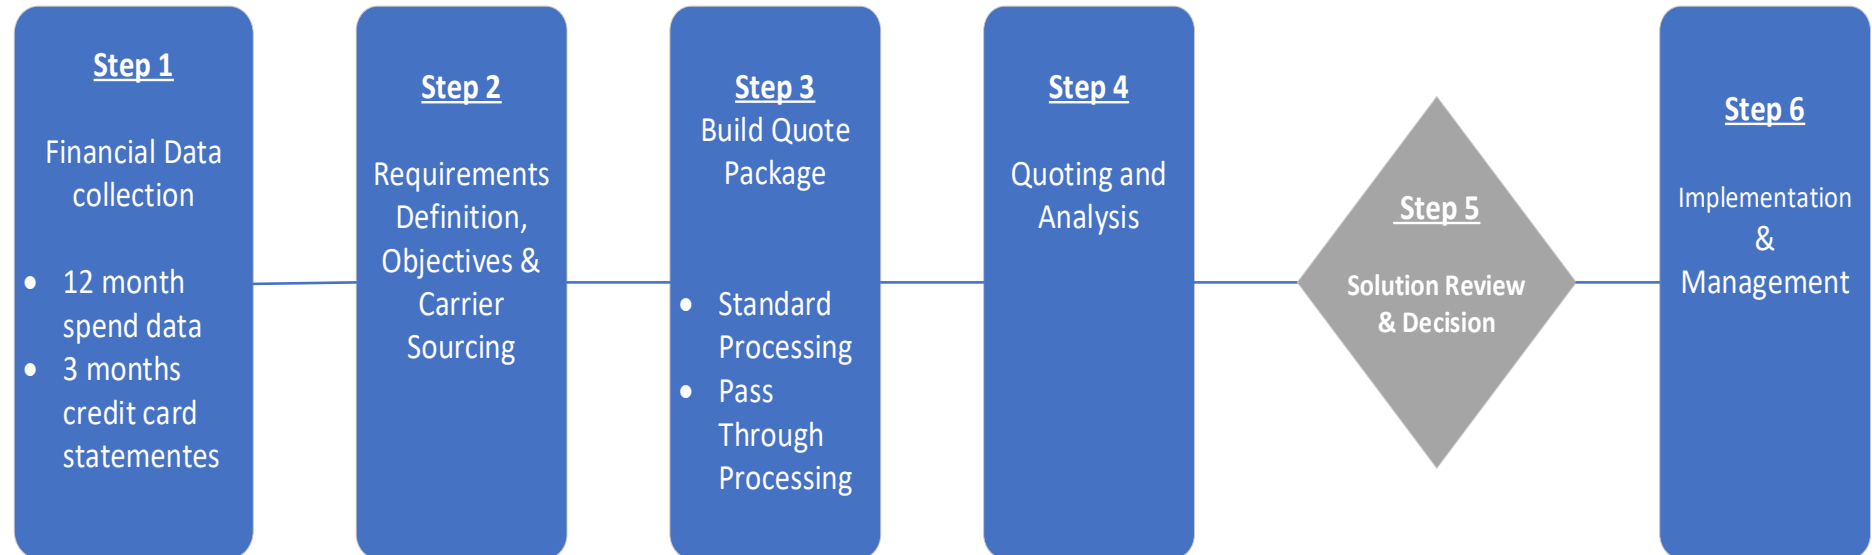 Step 1
Financial Data
collection
• 12 month
spend data
• 3 months
credit card
statementes
Step 2
Requirements
Definition,
Objectives &
Carrier
Sourcing
Step 3
Build Quote
Package
• Standard
Processing
• Pass
Through
Processing
Step 4
Quoting and
Analysis
Step 5
Solution Review
& Decision
Step 6
Implementation
&
Management